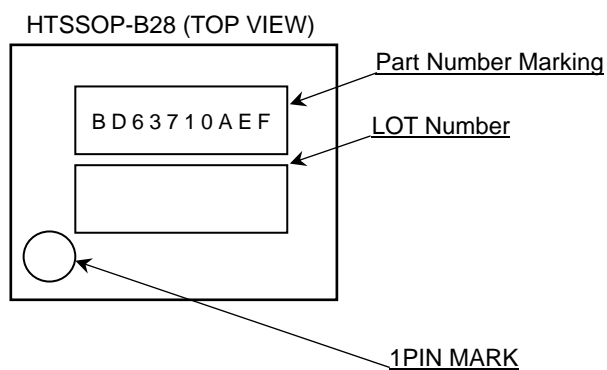 HTSSOP-B28 (TOP VIEW)
Part Number Marking
BD63710AEF
LOT Number
1PIN MARK